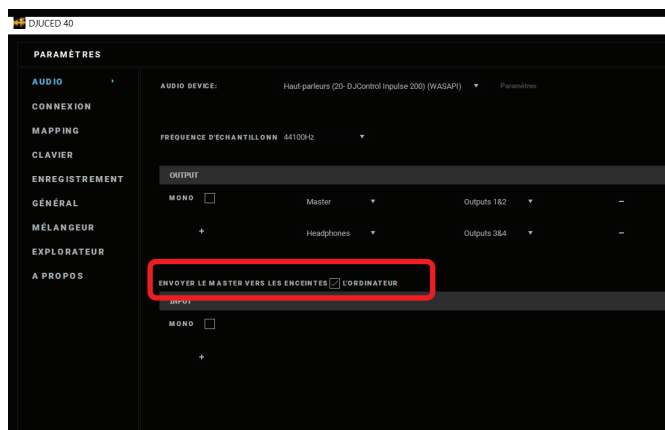 DJUCED 40
PARAMÈTRES
AUDIO
CONNEXION
MAPPING
CLAVIER
ENREGISTREMENT
GÉNÉRAL
MÉLANGEUR
EXPLORATEUR
A PROPOS
AUDIO DEVICE: Haut-parleurs (20- DJControl Inpulse 200) (WASAPI) Paramètres
FRÉQUENCE D'ÉCHANTILLONN 44100Hz
OUTPUT
MONO Master Outputs 1&2 –
+ Headphones Outputs 3&4 –
ENVOYER LE MASTER VERS LES ENCEINTES L'ORDINATEUR
INPUT
MONO
+